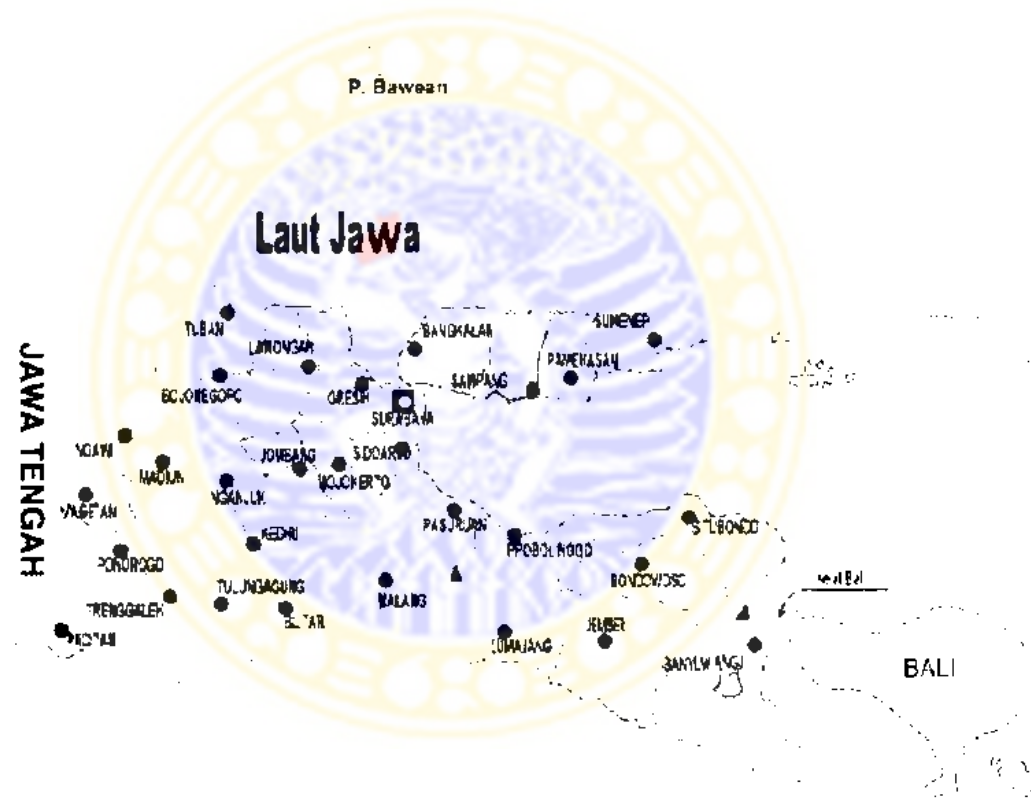 P. Bawean
Laut Jawa
TUBAN
LAMONGAN
BANGKALAN
SUMENEP
PAMEKASAN
SAMPANG
BOJONEGORO
GRESIK
SURABAYA
JAWA TENGAH
NGAWI
MADIUN
JOMBANG
SIDOARJO
MOJOKERTO
NGANJUK
MAGETAN
KEDIRI
PASURUAN
PROBOLINGGO
SITUBONDO
PONOROGO
BONDOWOSO
TULUNGAGUNG
MALANG
TRENGGALEK
BLITAR
LUMAJANG
JEMBER
PACITAN
BANYUWANGI
BALI